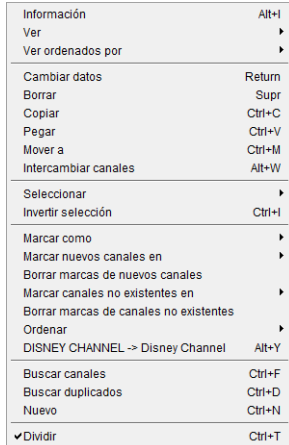 Información Alt+I
Ver
Ver ordenados por
Cambiar datos Return
Borrar Supr
Copiar Ctrl+C
Pegar Ctrl+V
Mover a Ctrl+M
Intercambiar canales Alt+W
Seleccionar
Invertir selección Ctrl+I
Marcar como
Marcar nuevos canales en
Borrar marcas de nuevos canales
Marcar canales no existentes en
Borrar marcas de canales no existentes
Ordenar
DISNEY CHANNEL -> Disney Channel Alt+Y
Buscar canales Ctrl+F
Buscar duplicados Ctrl+D
Nuevo Ctrl+N
✔Dividir Ctrl+T